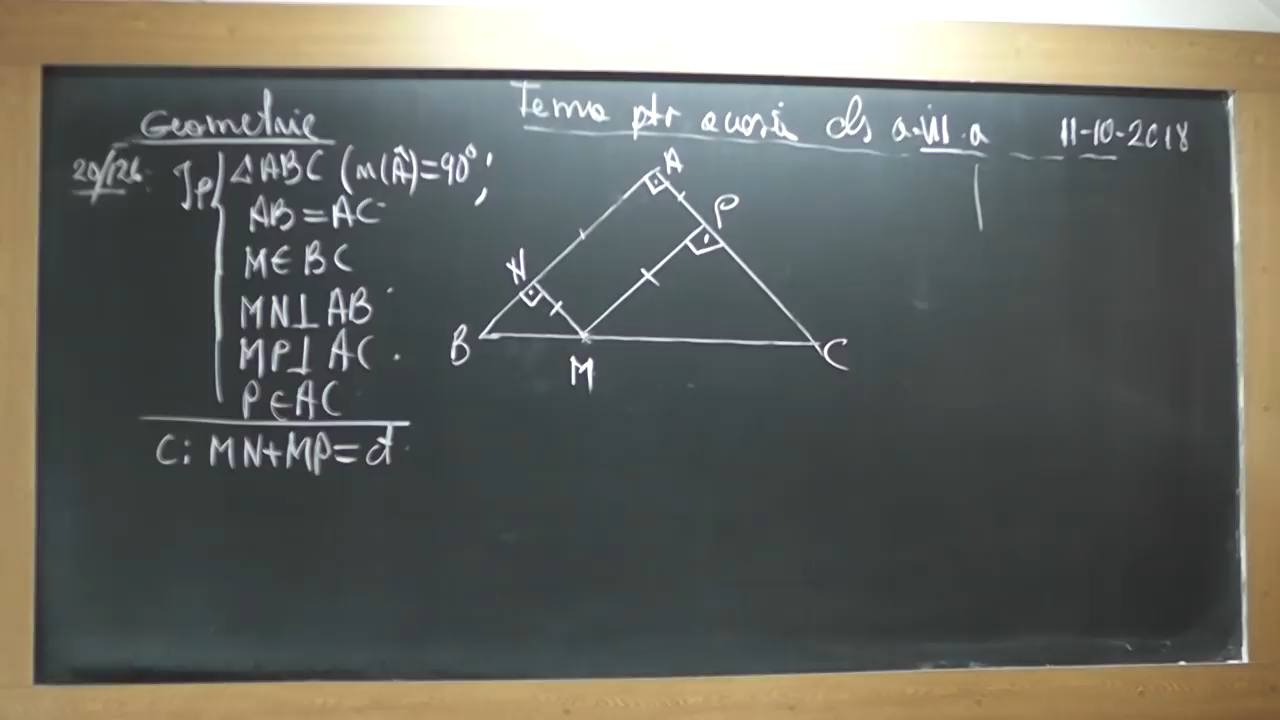 Geometrie
Tema ptr acasă cls a-VII-a 11-10-2018
20/126. Ip ΔABC (m(Â)=90°;
AB=AC
M∈BC
MN⊥AB
MP⊥AC.
P∈AC
C: MN+MP=ct
A
P
N
B
M
C